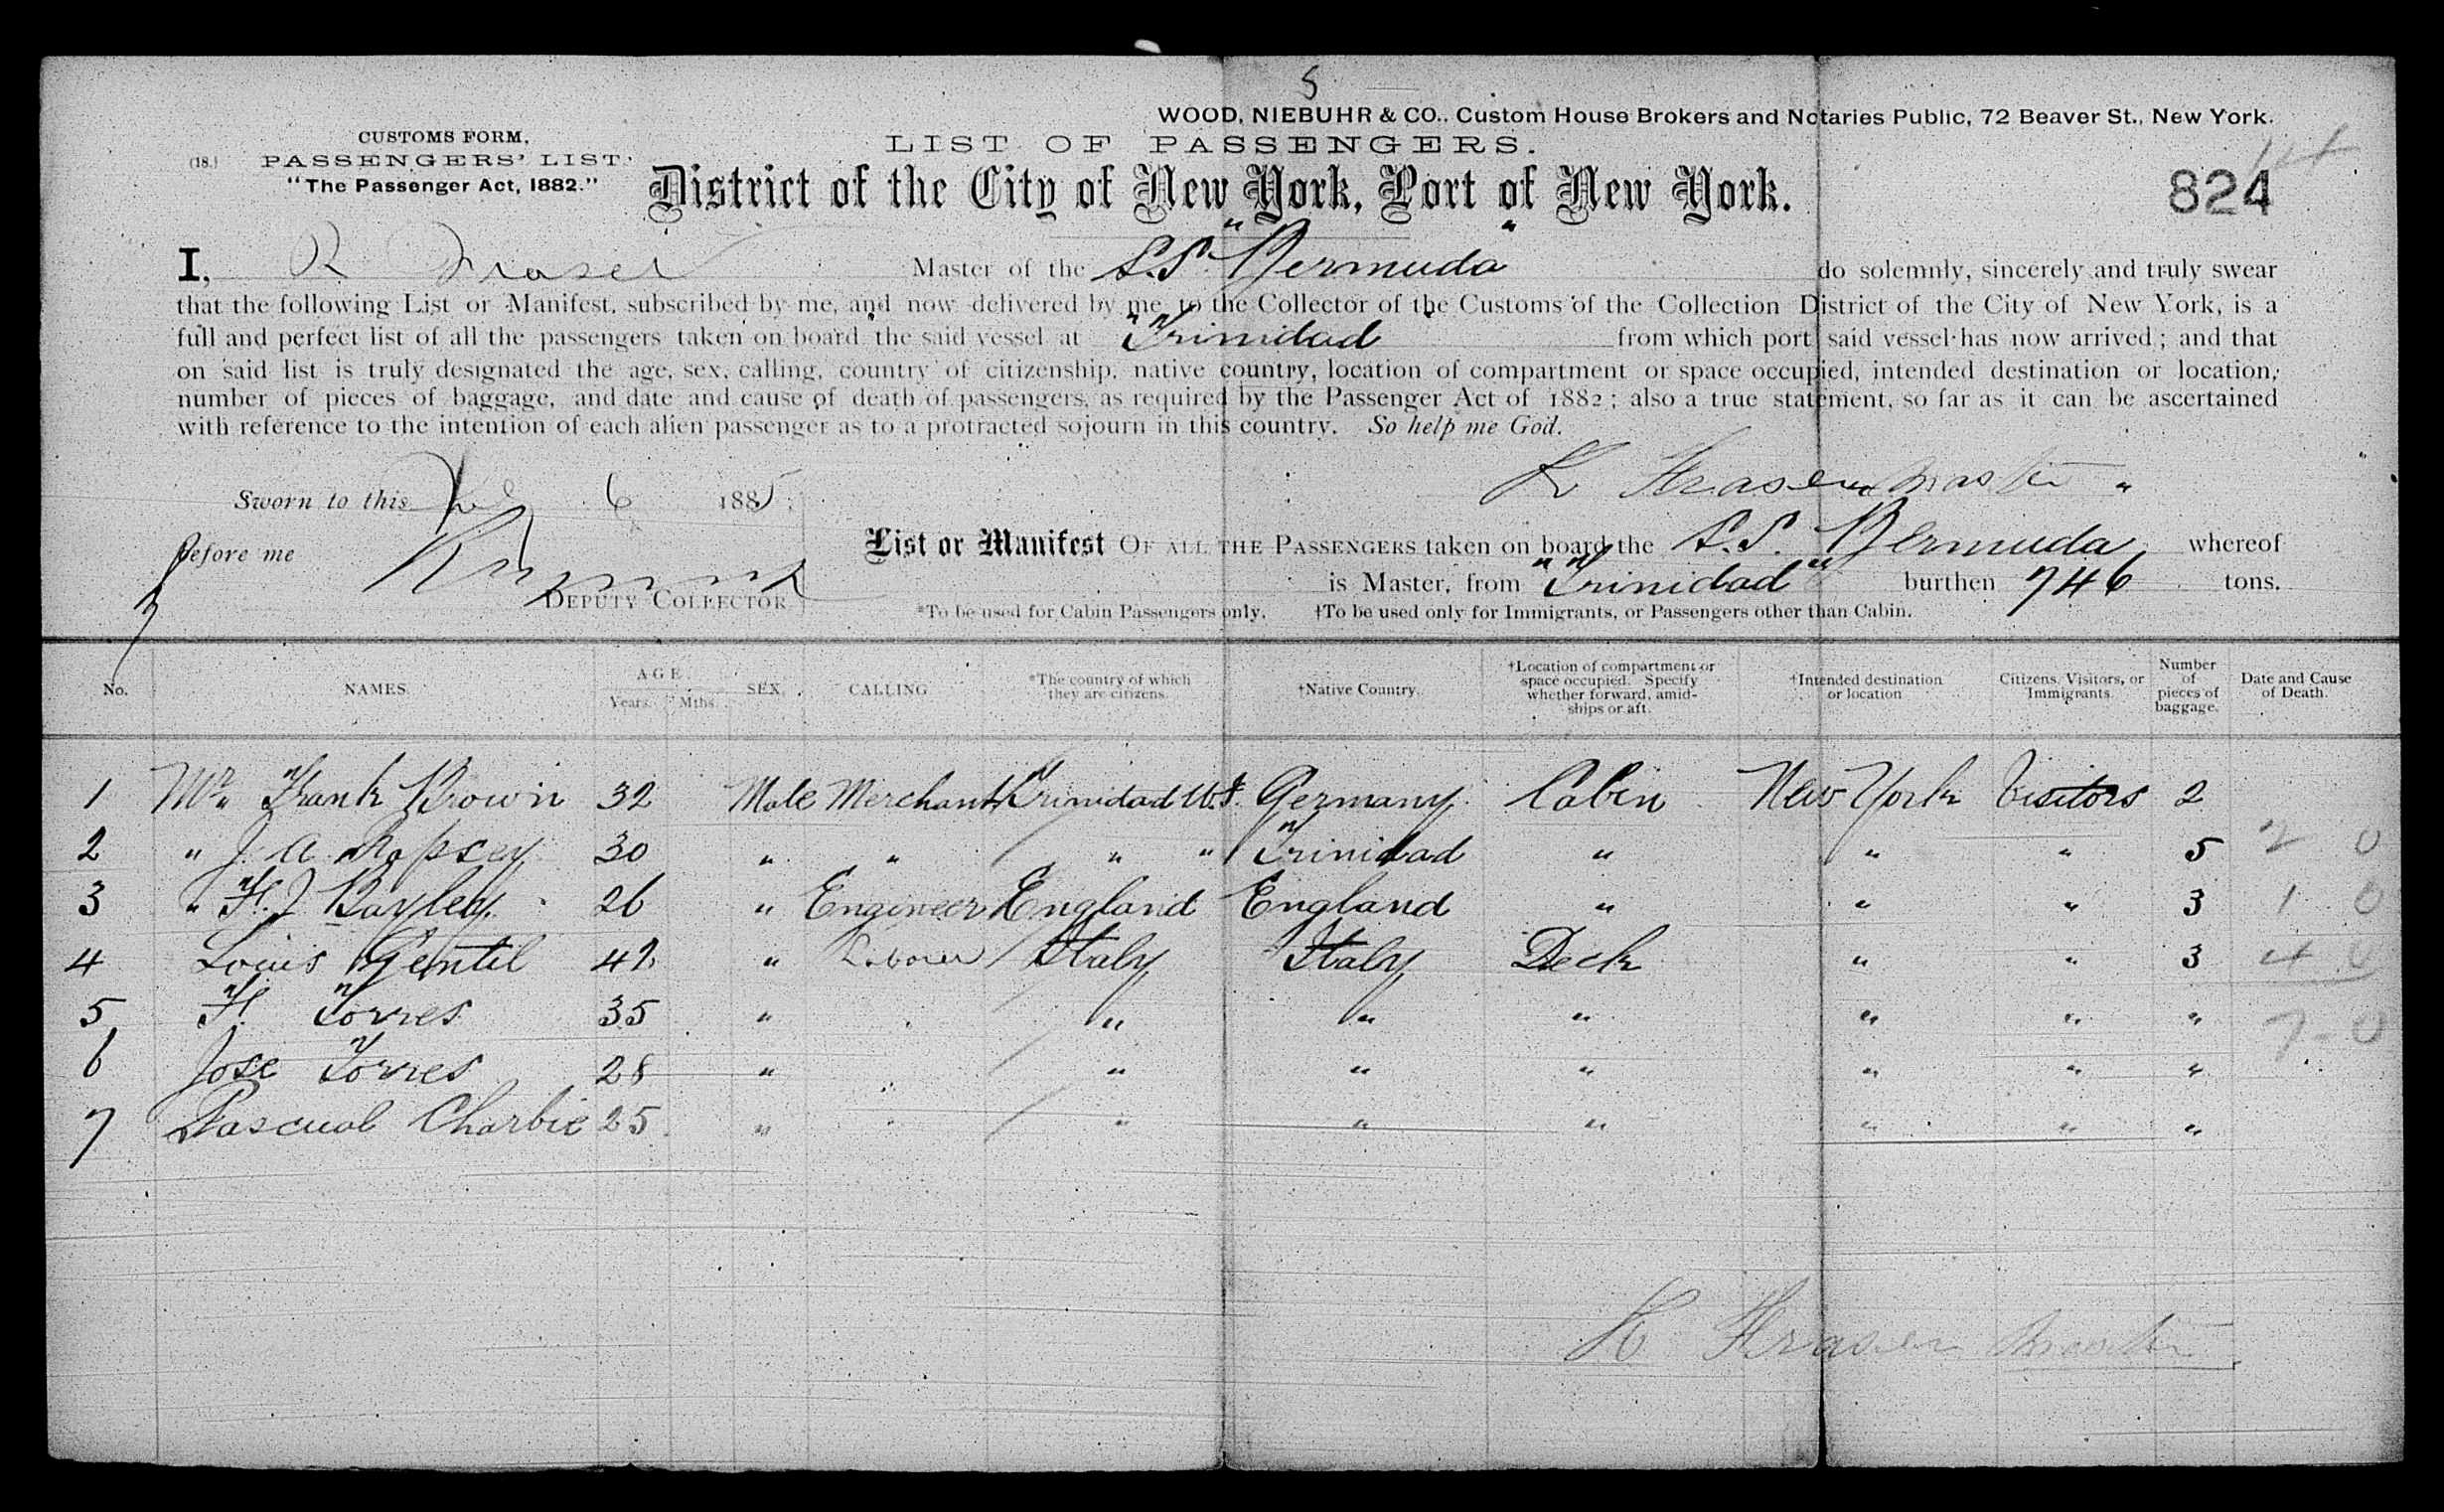 5
WOOD, NIEBUHR & CO., Custom House Brokers and Notaries Public, 72 Beaver St., New York.
CUSTOMS FORM,
(18.) PASSENGERS' LIST.
"The Passenger Act, 1882."
LIST OF PASSENGERS.
District of the City of New York, Port of New York.
824
I, R Fraser Master of the S.S. "Bermuda" do solemnly, sincerely and truly swear
that the following List or Manifest, subscribed by me, and now delivered by me to the Collector of the Customs of the Collection District of the City of New York, is a
full and perfect list of all the passengers taken on board the said vessel at "Trinidad" from which port said vessel has now arrived; and that
on said list is truly designated the age, sex, calling, country of citizenship, native country, location of compartment or space occupied, intended destination or location,
number of pieces of baggage, and date and cause of death of passengers, as required by the Passenger Act of 1882; also a true statement, so far as it can be ascertained
with reference to the intention of each alien passenger as to a protracted sojourn in this country. So help me God.
R Fraser Master "
Sworn to this 6 1885.
Before me
DEPUTY COLLECTOR
List or Manifest OF ALL THE PASSENGERS taken on board the S.S. "Bermuda" whereof
is Master, from "Trinidad" burthen 746 tons.
*To be used for Cabin Passengers only. †To be used only for Immigrants, or Passengers other than Cabin.
No. NAMES. AGE. Years. Mths. SEX. CALLING *The country of which they are citizens. †Native Country. †Location of compartment or space occupied. Specify whether forward, amidships or aft. †Intended destination or location Citizens, Visitors, or Immigrants. Number of pieces of baggage. Date and Cause of Death.
1 Mr. Frank Brown 32 Male Merchant Trinidad W.I. Germany Cabin New York Visitors 2
2 " J. A. Rapsey 30 " " " " Trinidad " " " 5 2 0
3 " H. J Bayley 26 " Engineer England England " " " 3 1 0
4 Louis Gentil 42 " Laborer Italy Italy Deck " " 3 4 0
5 H. Torres 35 " " " " " " " " 7-0
6 Jose Torres 28 " " " " " " " "
7 Pascual Charbie 25 " " " " " " " "
R Fraser Master